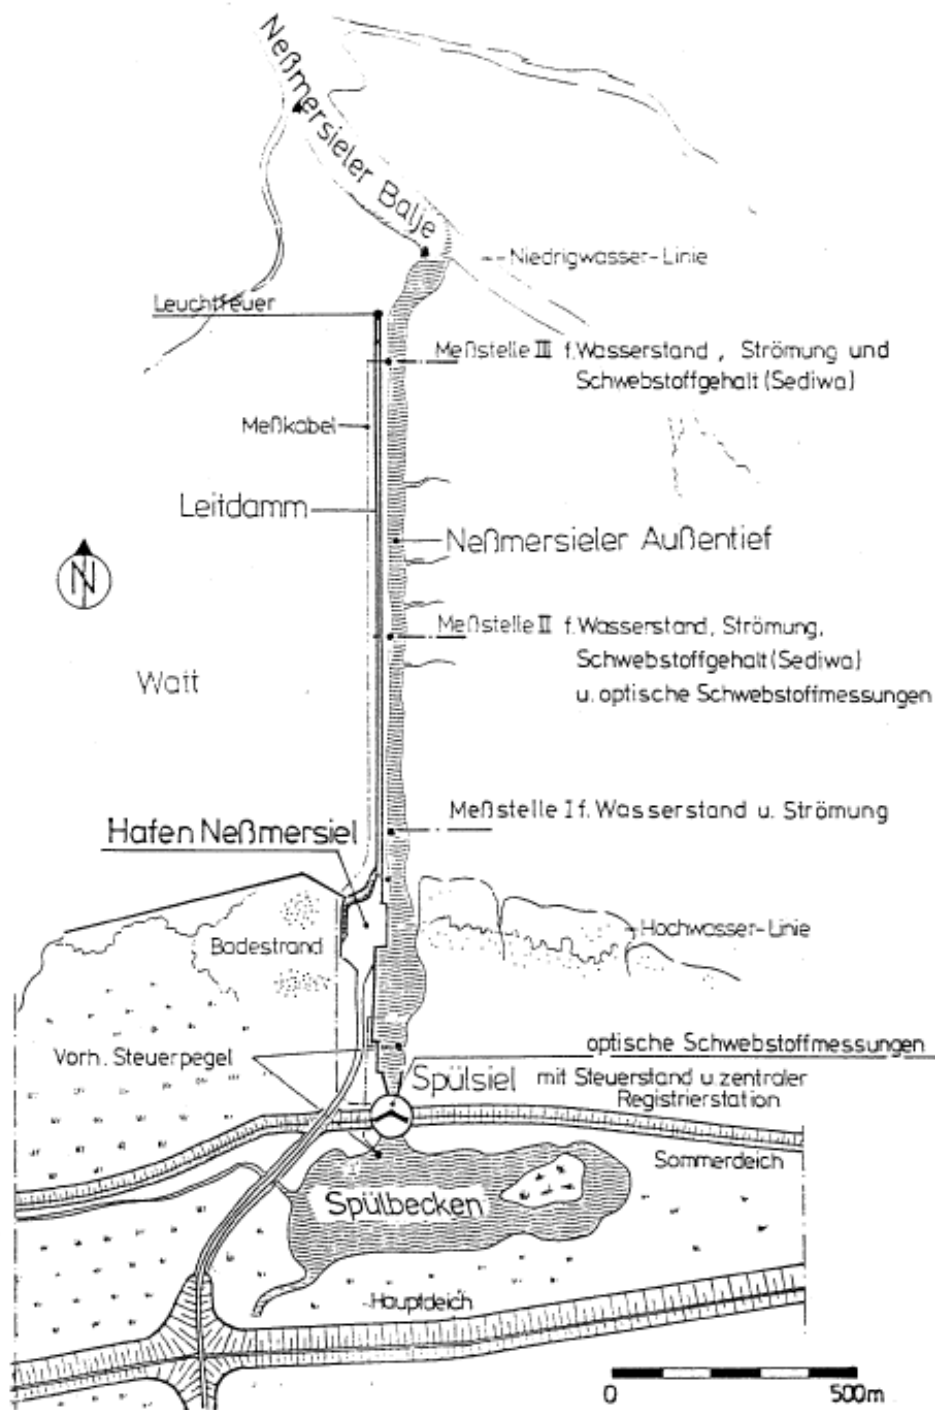 Neßmersieler Balje
Niedrigwasser-Linie
Leuchtfeuer
Meßstelle III f. Wasserstand, Strömung und
Schwebstoffgehalt (Sediwa)
Meßkabel
Leitdamm
Neßmersieler Außentief
N
Meßstelle II f. Wasserstand, Strömung,
Schwebstoffgehalt (Sediwa)
u. optische Schwebstoffmessungen
Watt
Meßstelle I f. Wasserstand u. Strömung
Hafen Neßmersiel
Hochwasser-Linie
Badestrand
Vorh. Steuerpegel
optische Schwebstoffmessungen
Spülsiel mit Steuerstand u. zentraler
Registrierstation
Sommerdeich
Spülbecken
Hauptdeich
0 500m